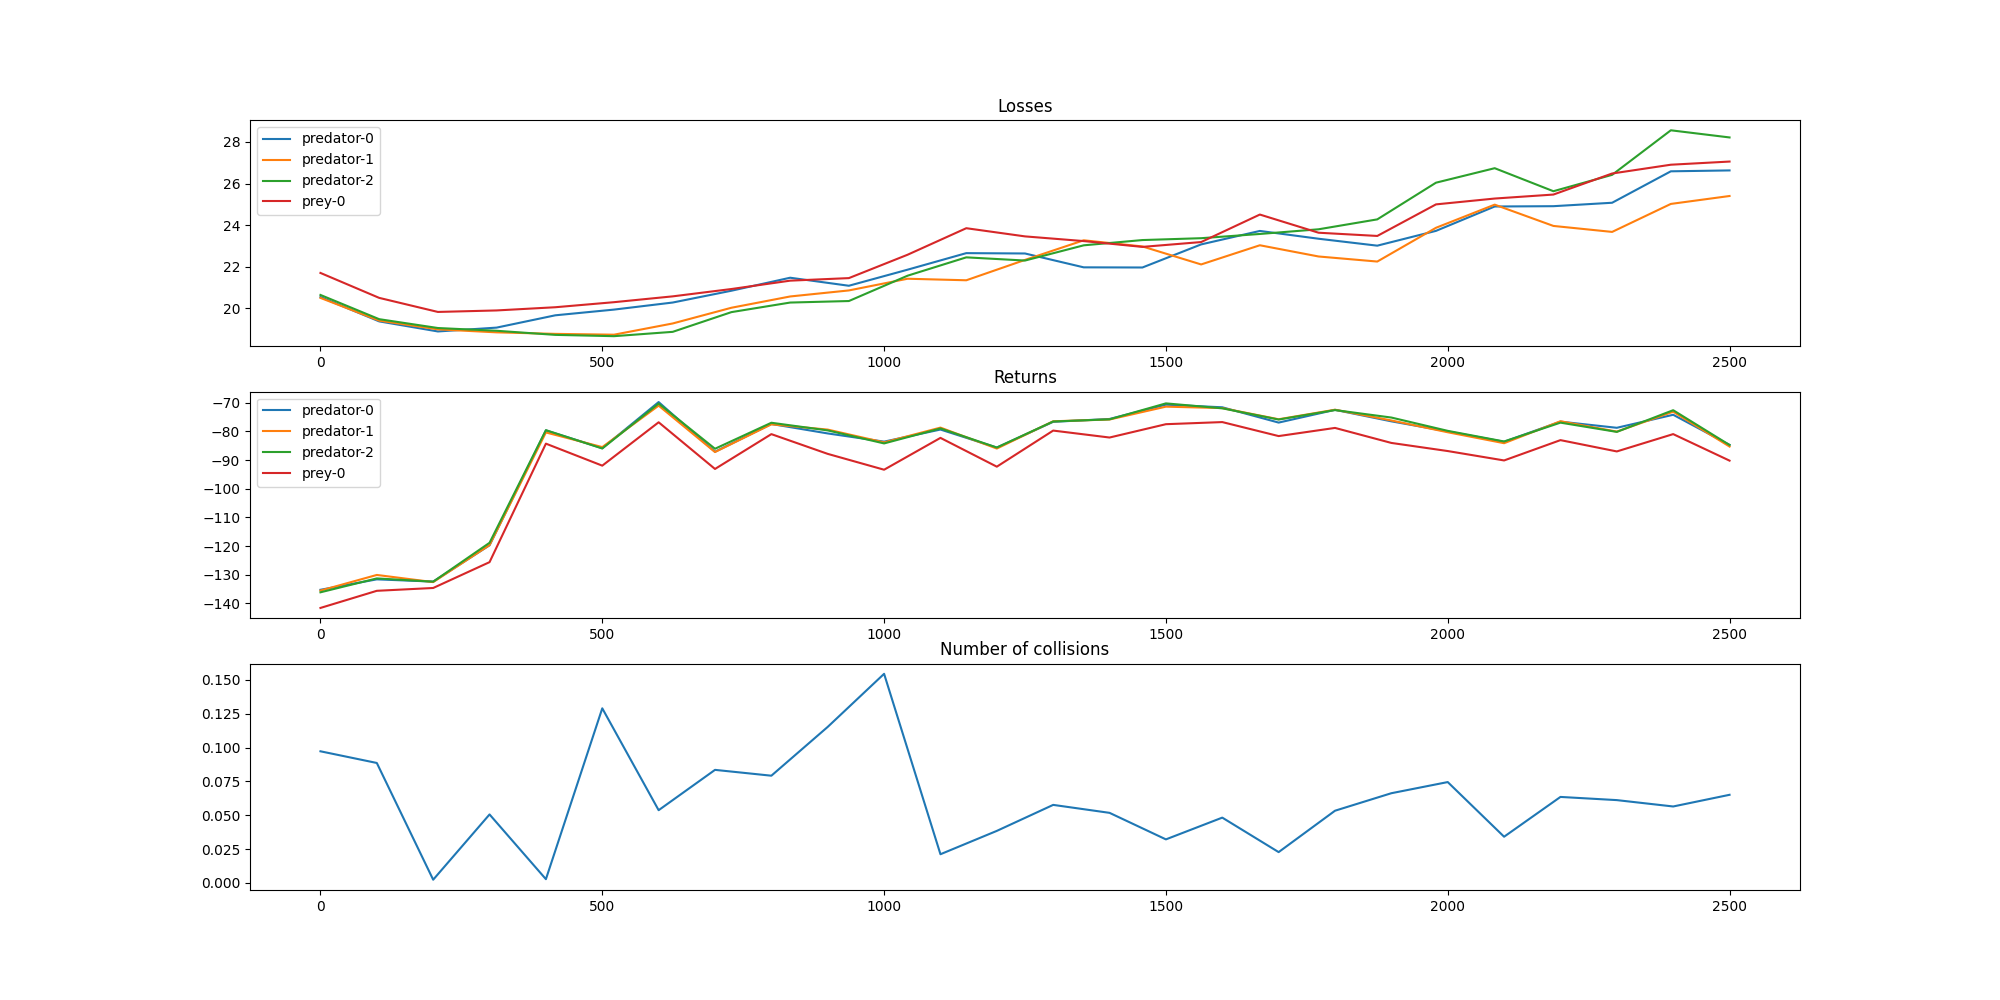 Losses
28
26
24
22
20
predator-0
predator-1
predator-2
prey-0
0 500 1000 1500 2000 2500
Returns
−70
−80
−90
−100
−110
−120
−130
−140
predator-0
predator-1
predator-2
prey-0
0 500 1000 1500 2000 2500
Number of collisions
0.150
0.125
0.100
0.075
0.050
0.025
0.000
0 500 1000 1500 2000 2500